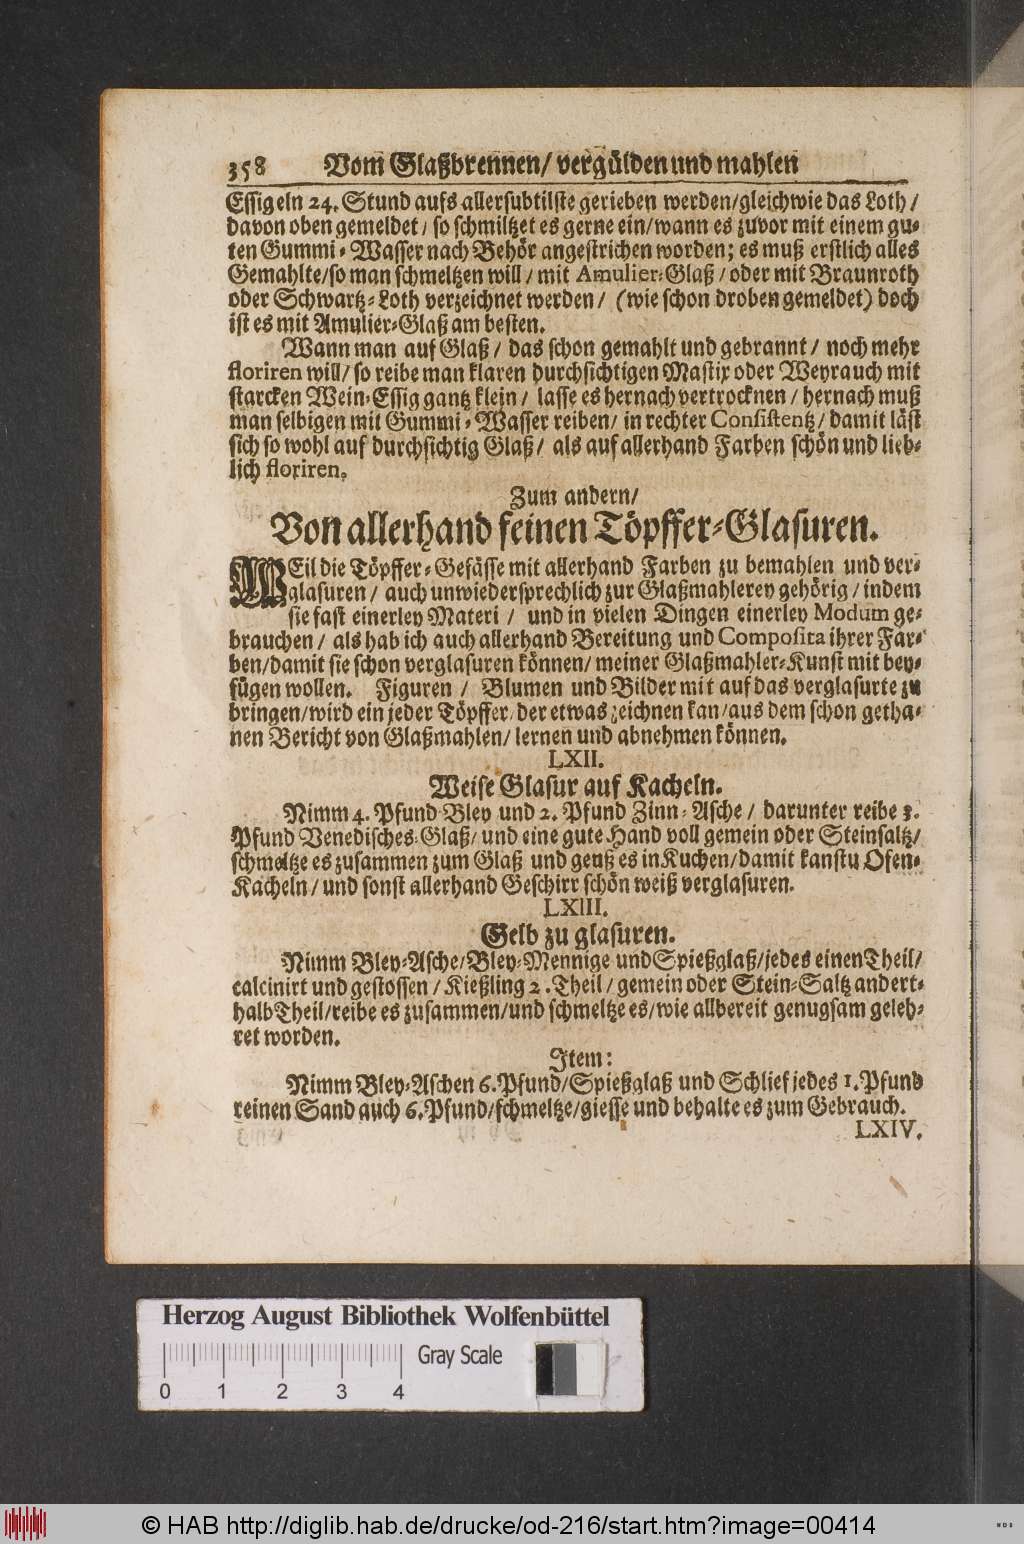 358 Vom Glaßbrennen/ vergülden und mahlen
Essig eln 24. Stund aufs allersubtilste gerieben werden/gleichwie das Loth /
davon oben gemeldet / so schmiltzet es gerne ein/wann es zuvor mit einem gu-
ten Gummi-Wasser nach Behör angestrichen worden; es muß erstlich alles
Gemahlte/so man schmeltzen will / mit Amulier-Glaß / oder mit Braunroth
oder Schwartz-Loth verzeichnet werden / (wie schon droben gemeldet) doch
ist es mit Amulier-Glaß am besten.
Wann man auf Glaß / das schon gemahlt und gebrannt / noch mehr
floriren will/ so reibe man klaren durchsichtigen Mastix oder Weyrauch mit
starcken Wein-Essig gantz klein / lasse es hernach vertrocknen / hernach muß
man selbigen mit Gummi-Wasser reiben/ in rechter Consistentz/ damit läst
sich so wohl auf durchsichtig Glaß / als auf allerhand Farben schön und lieb-
lich floriren.
Zum andern/
Von allerhand feinen Töpffer-Glasuren.
WEil die Töpffer-Gefässe mit allerhand Farben zu bemahlen und ver-
glasuren / auch unwiedersprechlich zur Glaßmahlerey gehörig / indem
sie fast einerley Materi / und in vielen Dingen einerley Modum ge-
brauchen / als hab ich auch allerhand Bereitung und Composita ihrer Far-
ben/damit sie schon verglasuren können/ meiner Glaßmahler-Kunst mit bey-
fügen wollen. Figuren / Blumen und Bilder mit auf das verglasurte zu
bringen/wird ein jeder Töpffer/ der etwas zeichnen kan/aus dem schon getha-
nen Bericht von Glaßmahlen/ lernen und abnehmen können.
LXII.
Weise Glasur auf Kacheln.
Nimm 4. Pfund Bley und 2. Pfund Zinn-Asche / darunter reibe 3.
Pfund Venedisches-Glaß/ und eine gute Hand voll gemein oder Steinsaltz/
schmeltze es zusammen zum Glaß und geuß es in Kuchen/damit kanstu Ofen-
Kacheln / und sonst allerhand Geschirr schön weiß verglasuren.
LXIII.
Gelb zu glasuren.
Nimm Bley-Asche/Bley-Mennige und Spießglaß/jedes einen Theil/
calcinirt und gestossen / Kießling 2. Theil / gemein oder Stein-Saltz andert-
halb Theil/reibe es zusammen/und schmeltze es/wie allbereit genugsam geleh-
ret worden.
Item:
Nimm Bley-Aschen 6. Pfund/Spießglaß und Schlief jedes 1. Pfund
reinen Sand auch 6. Pfund/schmeltze/giesse und behalte es zum Gebrauch.
LXIV.
Herzog August Bibliothek Wolfenbüttel
Gray Scale
0 1 2 3 4
© HAB http://diglib.hab.de/drucke/od-216/start.htm?image=00414